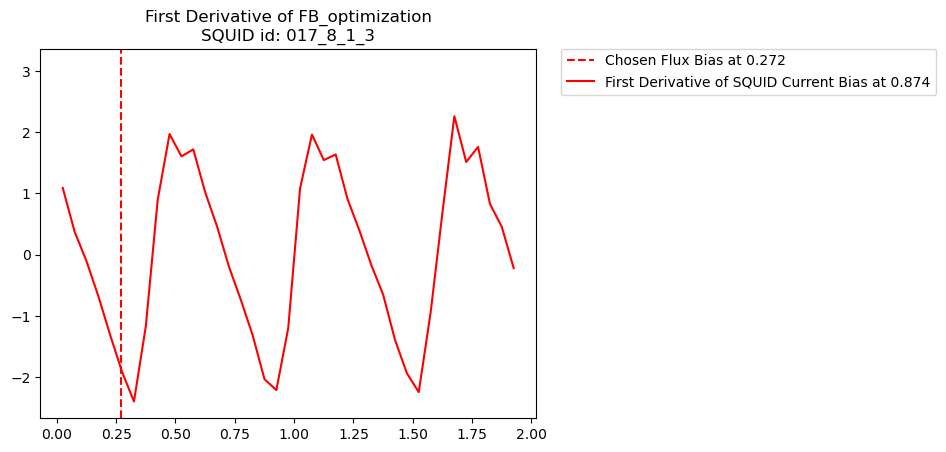 First Derivative of FB_optimization
SQUID id: 017_8_1_3
Chosen Flux Bias at 0.272
First Derivative of SQUID Current Bias at 0.874
3
2
1
0
−1
−2
0.00 0.25 0.50 0.75 1.00 1.25 1.50 1.75 2.00